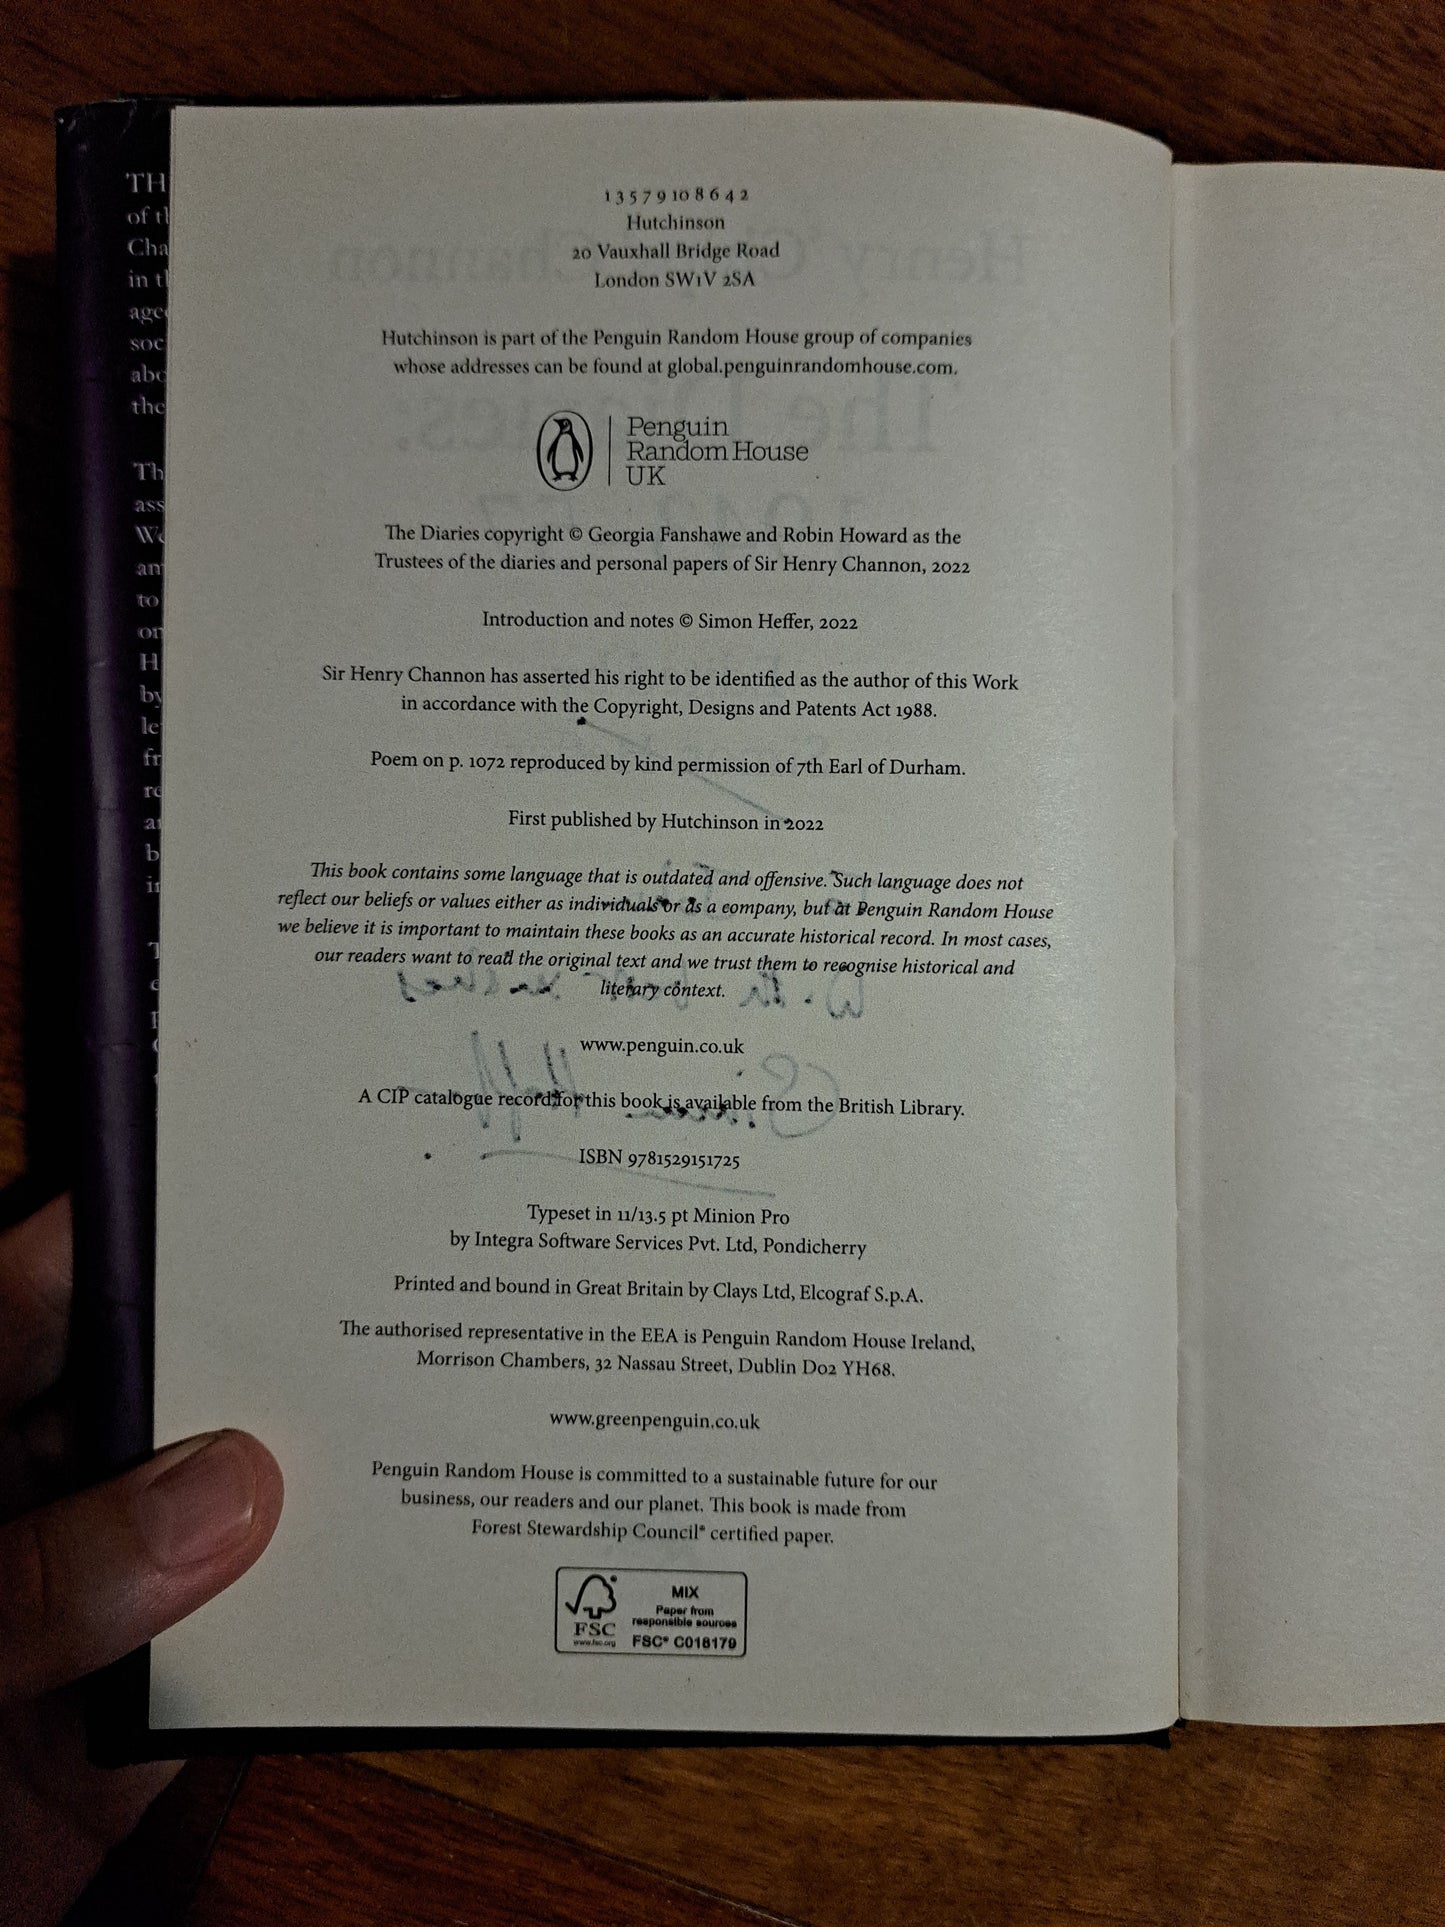 1 3 5 7 9 10 8 6 4 2
Hutchinson
20 Vauxhall Bridge Road
London SW1V 2SA
Hutchinson is part of the Penguin Random House group of companies
whose addresses can be found at global.penguinrandomhouse.com.
Penguin
Random House
UK
The Diaries copyright © Georgia Fanshawe and Robin Howard as the
Trustees of the diaries and personal papers of Sir Henry Channon, 2022
Introduction and notes © Simon Heffer, 2022
Sir Henry Channon has asserted his right to be identified as the author of this Work
in accordance with the Copyright, Designs and Patents Act 1988.
Poem on p. 1072 reproduced by kind permission of 7th Earl of Durham.
First published by Hutchinson in 2022
This book contains some language that is outdated and offensive. Such language does not
reflect our beliefs or values either as individuals or as a company, but at Penguin Random House
we believe it is important to maintain these books as an accurate historical record. In most cases,
our readers want to read the original text and we trust them to recognise historical and
literary context.
www.penguin.co.uk
A CIP catalogue record for this book is available from the British Library.
ISBN 9781529151725
Typeset in 11/13.5 pt Minion Pro
by Integra Software Services Pvt. Ltd, Pondicherry
Printed and bound in Great Britain by Clays Ltd, Elcograf S.p.A.
The authorised representative in the EEA is Penguin Random House Ireland,
Morrison Chambers, 32 Nassau Street, Dublin D02 YH68.
www.greenpenguin.co.uk
Penguin Random House is committed to a sustainable future for our
business, our readers and our planet. This book is made from
Forest Stewardship Council® certified paper.
MIX
Paper from
responsible sources
FSC® C018179
FSC
www.fsc.org